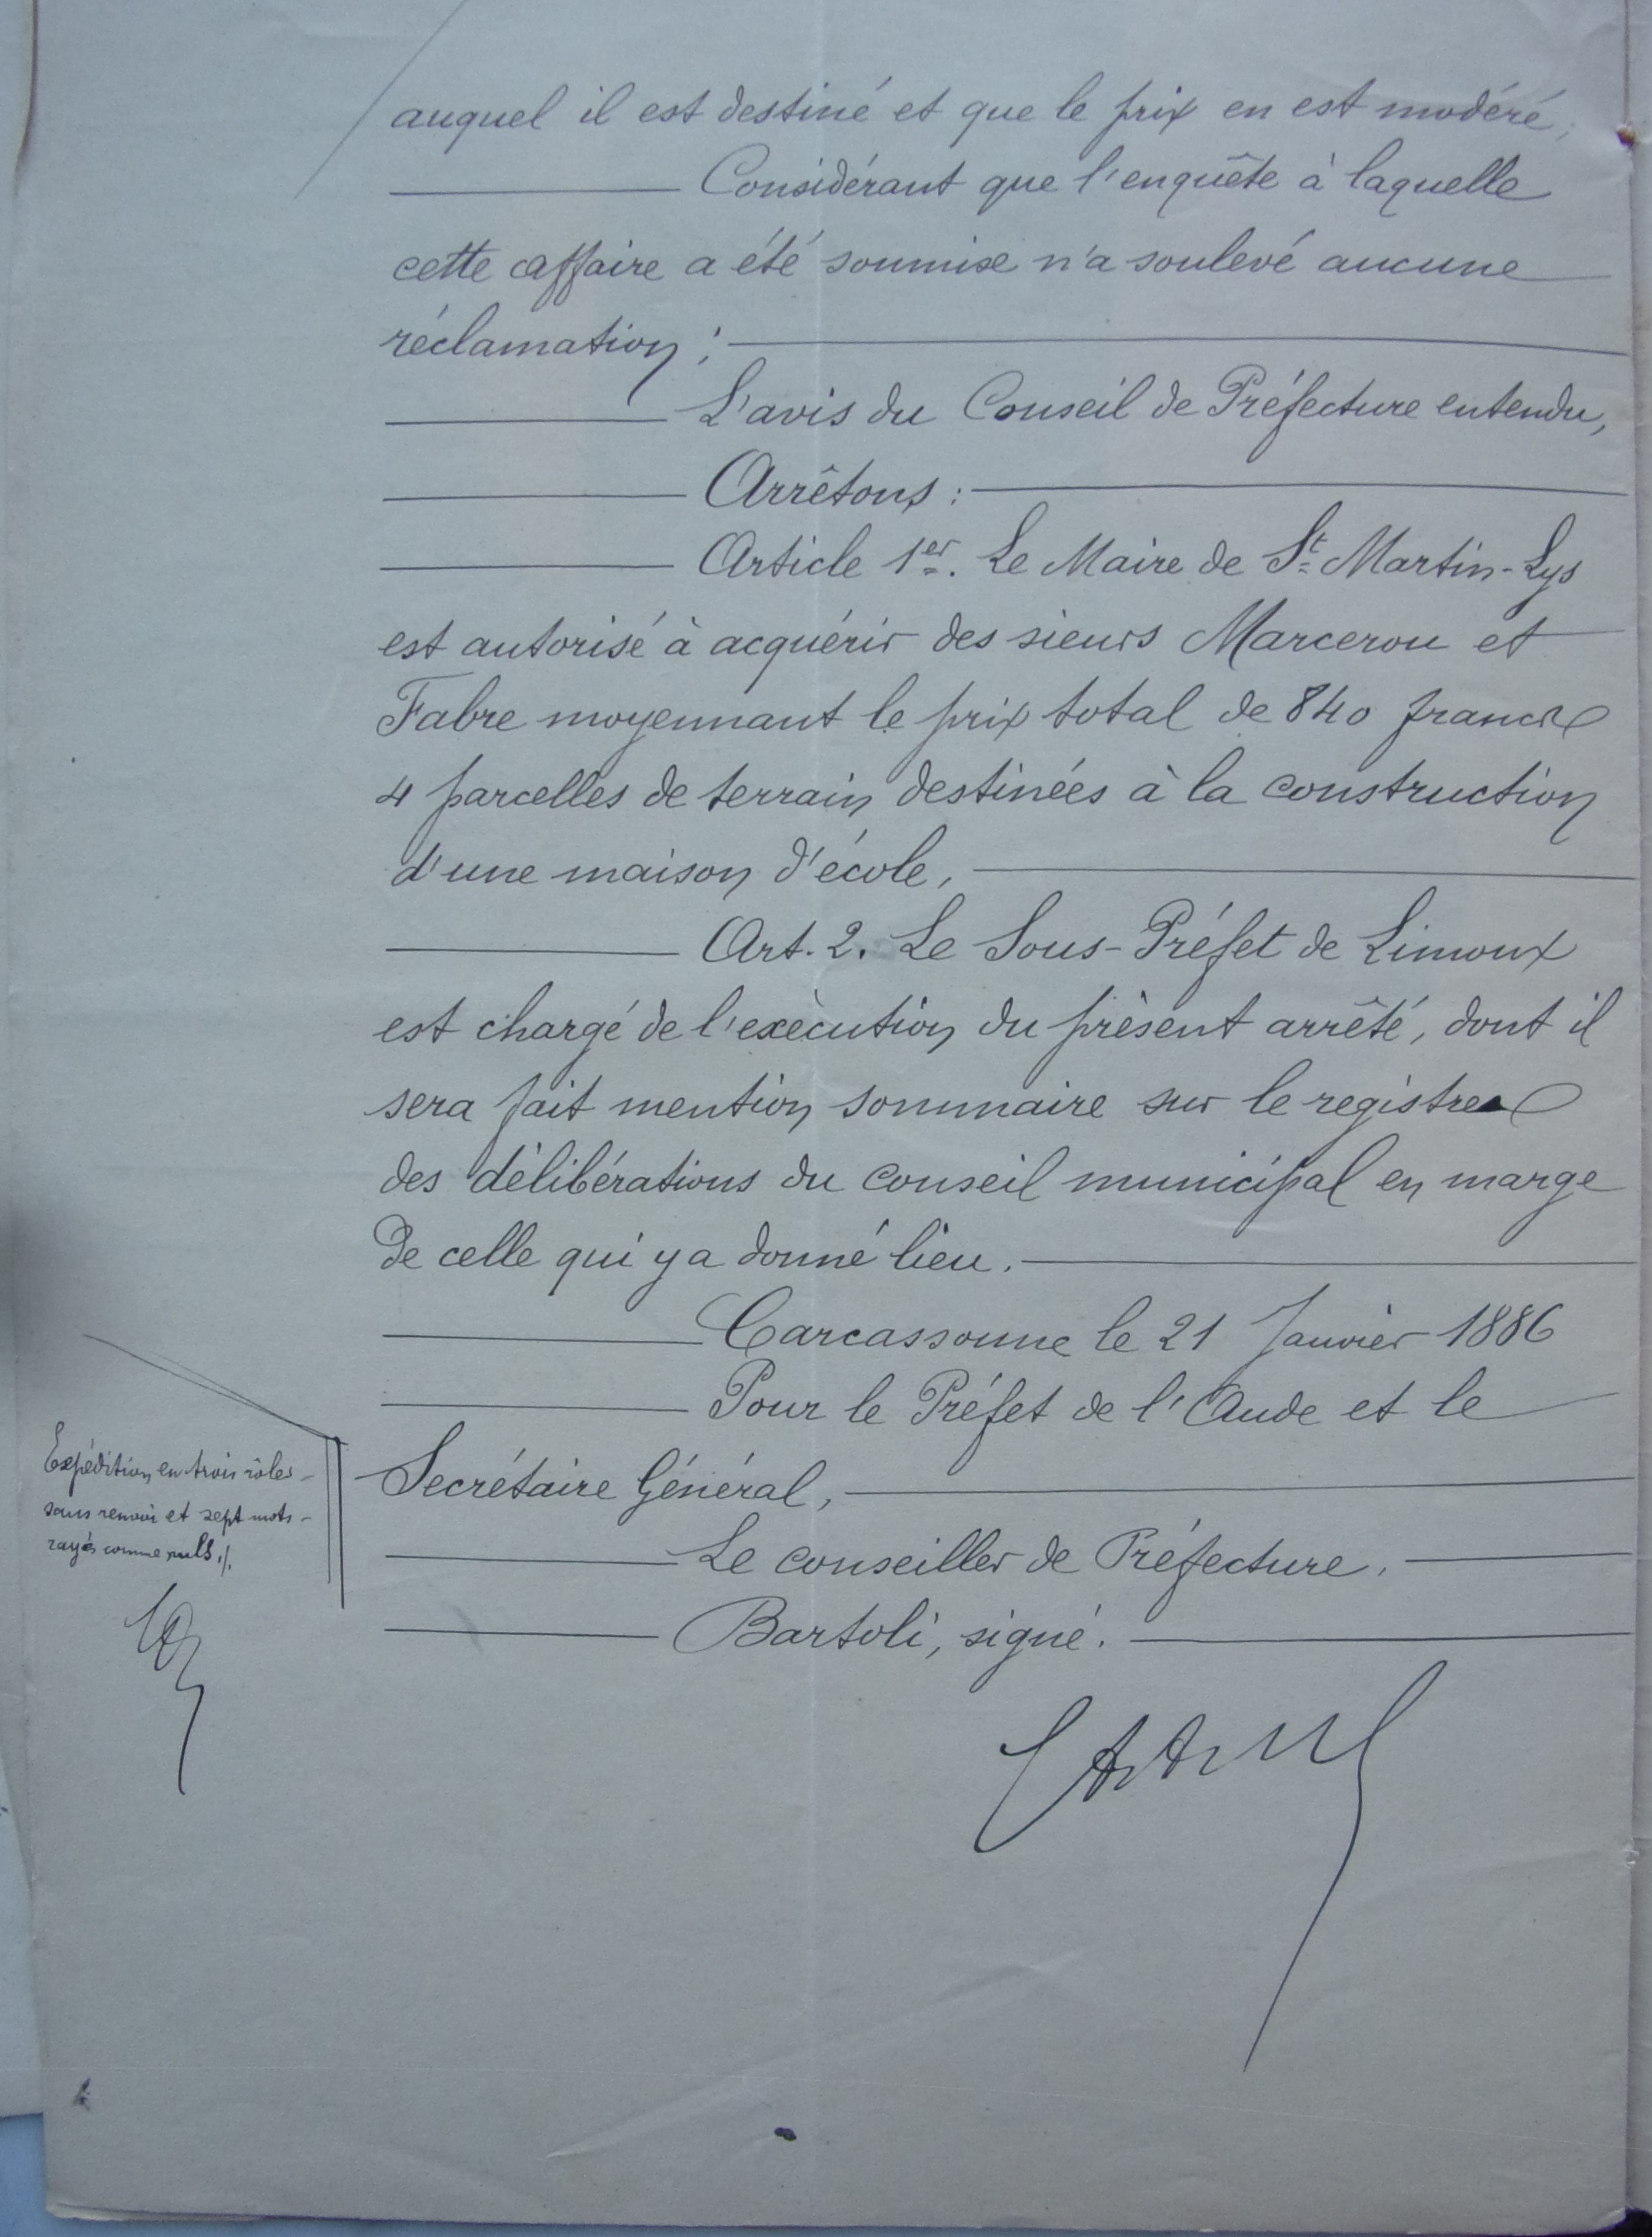 auquel il est destiné et que le prix en est modéré;
Considérant que l'enquête à laquelle
cette affaire a été soumise n'a soulevé aucune
réclamation;
L'avis du Conseil de Préfecture entendu,
Arrêtons:
Article 1er. Le Maire de St Martin-Lys
est autorisé à acquérir des sieurs Marcerou et
Fabre moyennant le prix total de 840 francs
4 parcelles de terrain destinées à la construction
d'une maison d'école.
Art. 2. Le Sous-Préfet de Limoux
est chargé de l'exècution du présent arrêté, dont il
sera fait mention sommaire sur le registre
des délibérations du conseil municipal en marge
de celle qui y a donné lieu.
Carcassonne le 21 Janvier 1886
Pour le Préfet de l'Aude et le
Secrétaire Général,
Le conseiller de Préfecture.
Bartoli, signé.
Expédition en trois rôles
sans renvoi et sept mots
rayés comme nuls ./.